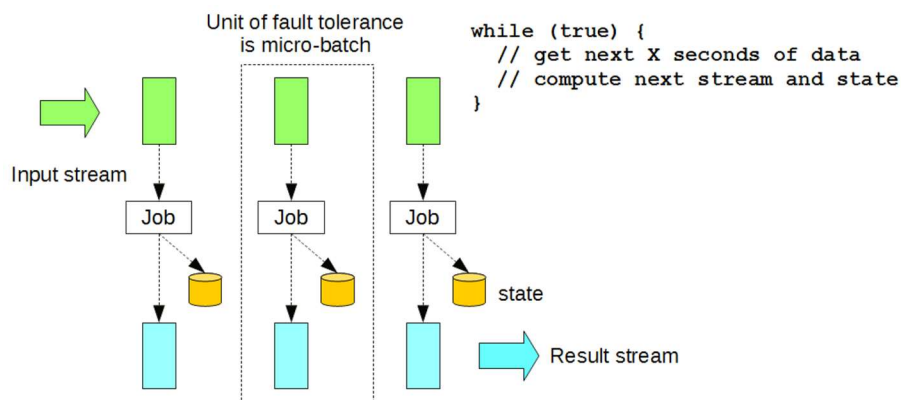 Unit of fault tolerance
is micro-batch
while (true) {
// get next X seconds of data
// compute next stream and state
}
Input stream
Job
Job
Job
state
Result stream